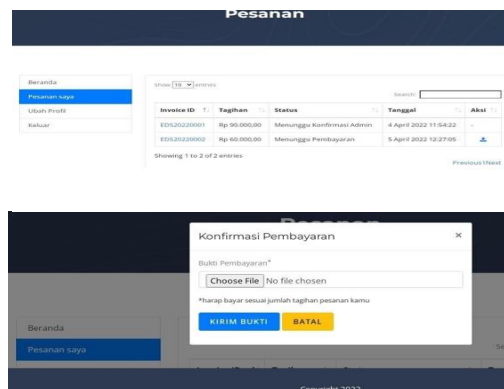 Pesanan
Beranda
Pesanan saya
Ubah Profil
Keluar
Show 10 entries
Search:
Invoice ID Tagihan Status Tanggal Aksi
EDS20220001 Rp 90.000,00 Menunggu Konfirmasi Admin 4 April 2022 11:54:22 -
EDS20220002 Rp 60.000,00 Menunggu Pembayaran 5 April 2022 12:27:05
Showing 1 to 2 of 2 entries
Previous1Next
Pesanan
Konfirmasi Pembayaran ×
Bukti Pembayaran*
Choose File No file chosen
*harap bayar sesuai jumlah tagihan pesanan kamu
KIRIM BUKTI BATAL
Beranda
Pesanan saya
Se
Copyright 2022